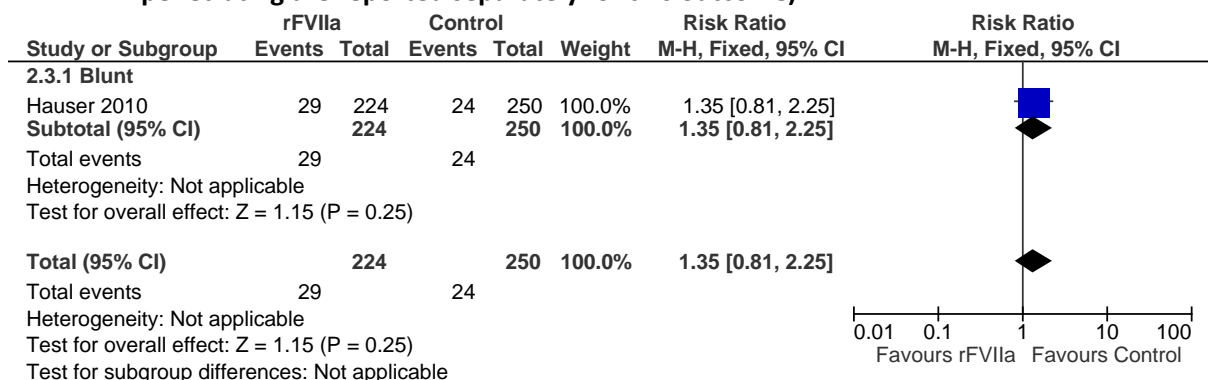 rFVIIa Control Risk Ratio Risk Ratio
Study or Subgroup Events Total Events Total Weight M-H, Fixed, 95% CI M-H, Fixed, 95% CI
2.3.1 Blunt
Hauser 2010 29 224 24 250 100.0% 1.35 [0.81, 2.25]
Subtotal (95% CI) 224 250 100.0% 1.35 [0.81, 2.25]
Total events 29 24
Heterogeneity: Not applicable
Test for overall effect: Z = 1.15 (P = 0.25)
Total (95% CI) 224 250 100.0% 1.35 [0.81, 2.25]
Total events 29 24
Heterogeneity: Not applicable
Test for overall effect: Z = 1.15 (P = 0.25)
Test for subgroup differences: Not applicable
0.01 0.1 1 10 100
Favours rFVIIa Favours Control